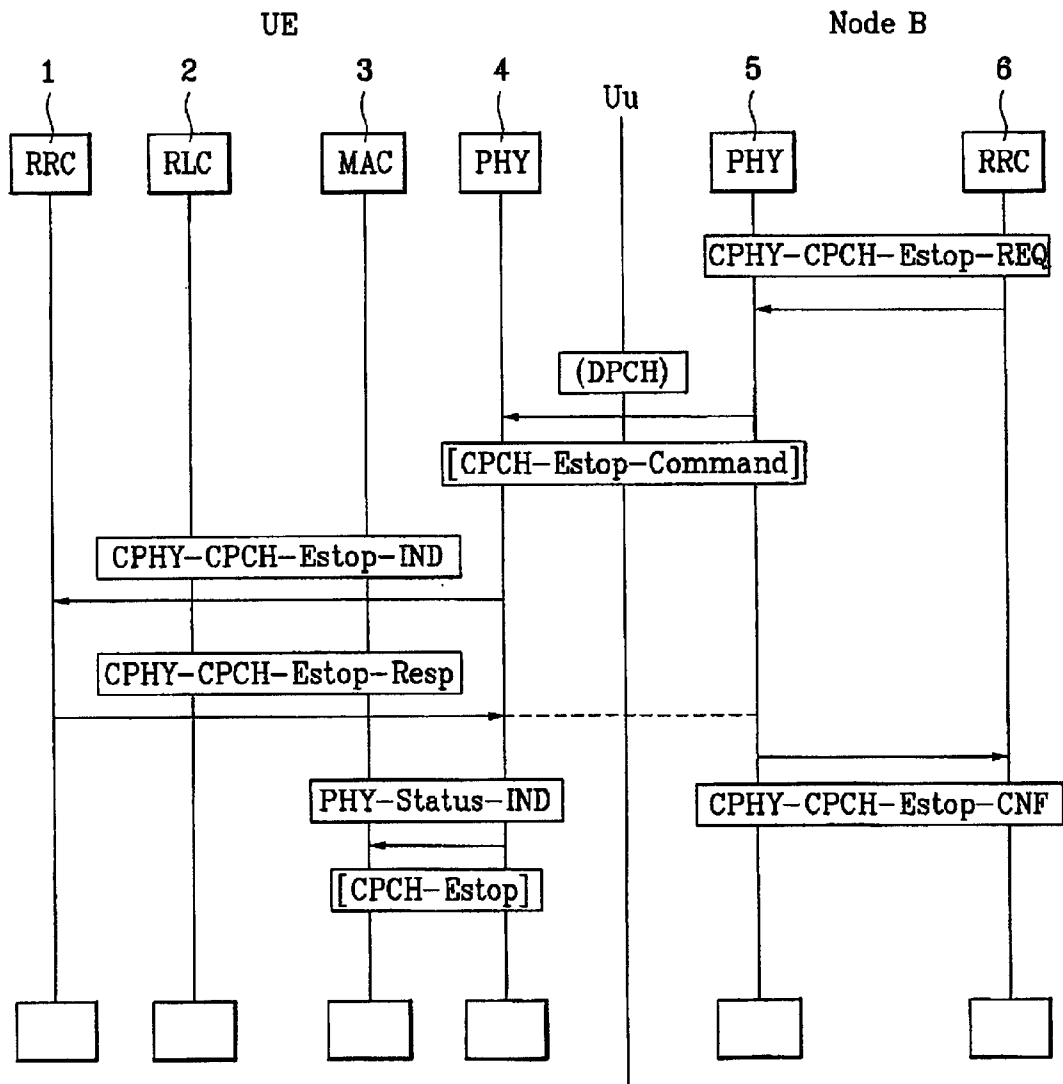 UE
Node B
1
2
3
4
Uu
5
6
RRC
RLC
MAC
PHY
PHY
RRC
CPHY-CPCH-Estop-REQ
(DPCH)
[CPCH-Estop-Command]
CPHY-CPCH-Estop-IND
CPHY-CPCH-Estop-Resp
PHY-Status-IND
CPHY-CPCH-Estop-CNF
[CPCH-Estop]